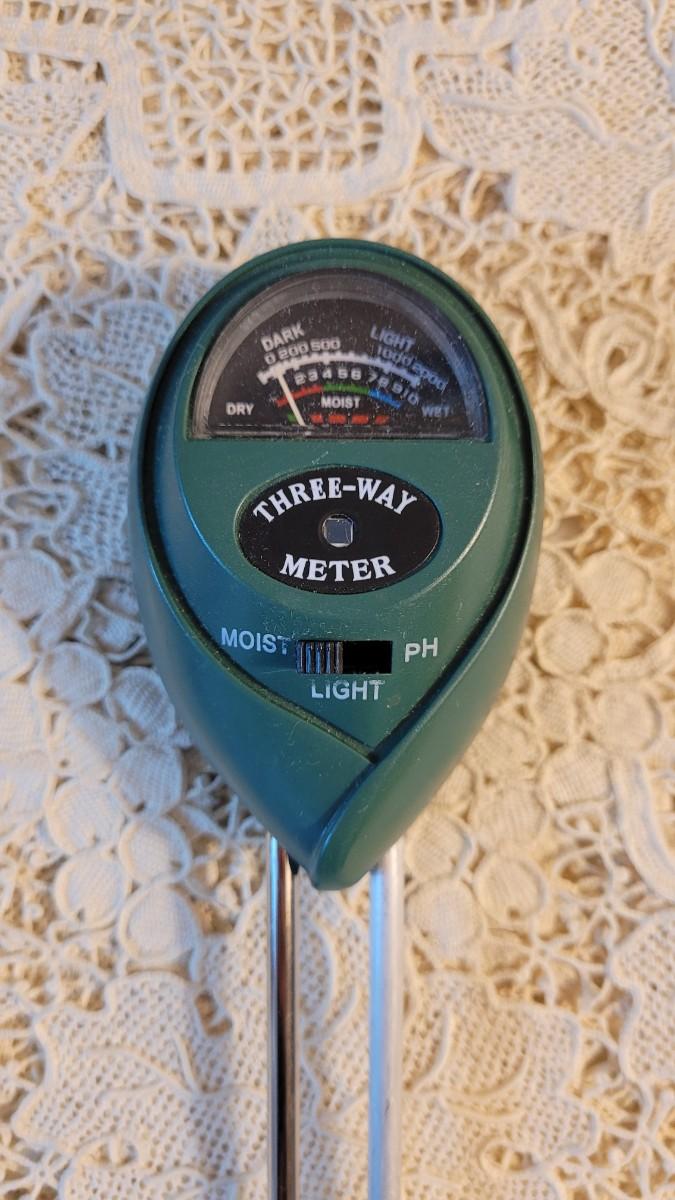 DARK LIGHT
0 200 500 1000 2000
2 3 4 5 6 7 8 9 10
DRY MOIST WET
THREE-WAY
METER
MOIST PH
LIGHT